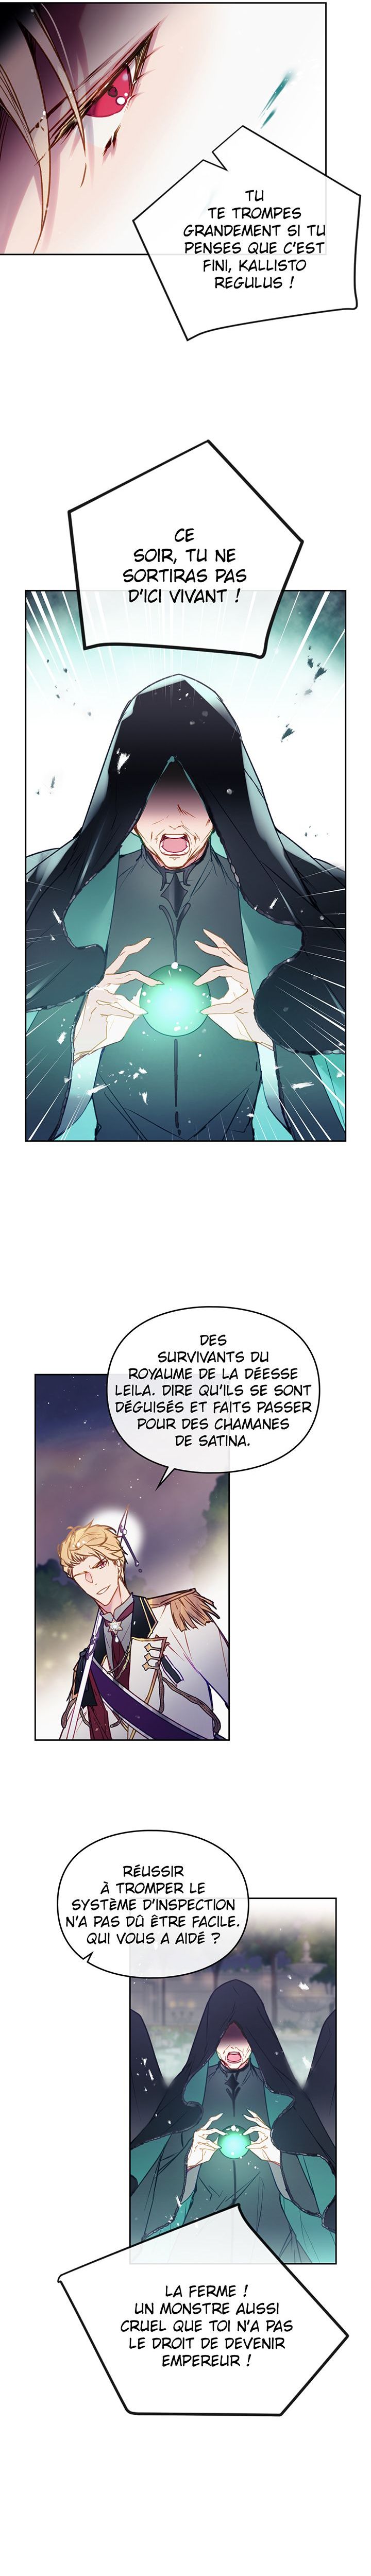 TU
TE TROMPES
GRANDEMENT SI TU
PENSES QUE C'EST
FINI, KALLISTO
REGULUS !
CE
SOIR, TU NE
SORTIRAS PAS
D'ICI VIVANT !
DES
SURVIVANTS DU
ROYAUME DE LA DÉESSE
LEILA. DIRE QU'ILS SE SONT
DÉGUISÉS ET FAITS PASSER
POUR DES CHAMANES
DE SATINA.
RÉUSSIR
À TROMPER LE
SYSTÈME D'INSPECTION
N'A PAS DÛ ÊTRE FACILE.
QUI VOUS A AIDÉ ?
LA FERME !
UN MONSTRE AUSSI
CRUEL QUE TOI N'A PAS
LE DROIT DE DEVENIR
EMPEREUR !